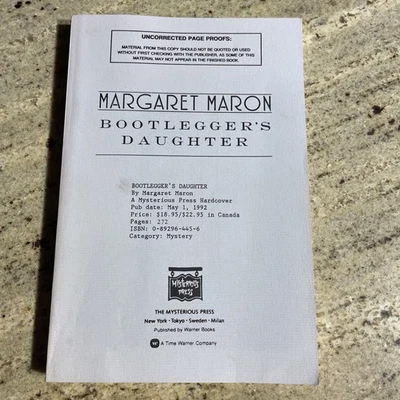 UNCORRECTED PAGE PROOFS:
MATERIAL FROM THIS COPY SHOULD NOT BE QUOTED OR USED
WITHOUT FIRST CHECKING WITH THE PUBLISHER, AS SOME OF THIS
MATERIAL MAY NOT APPEAR IN THE FINISHED BOOK.
MARGARET MARON
BOOTLEGGER'S
DAUGHTER
BOOTLEGGER'S DAUGHTER
By Margaret Maron
A Mysterious Press Hardcover
Pub date: May 1, 1992
Price: $18.95/$22.95 in Canada
Pages: 272
ISBN: 0-89296-445-6
Category: Mystery
MYSTERIOUS
PRESS
THE MYSTERIOUS PRESS
New York · Tokyo · Sweden · Milan
Published by Warner Books
A Time Warner Company